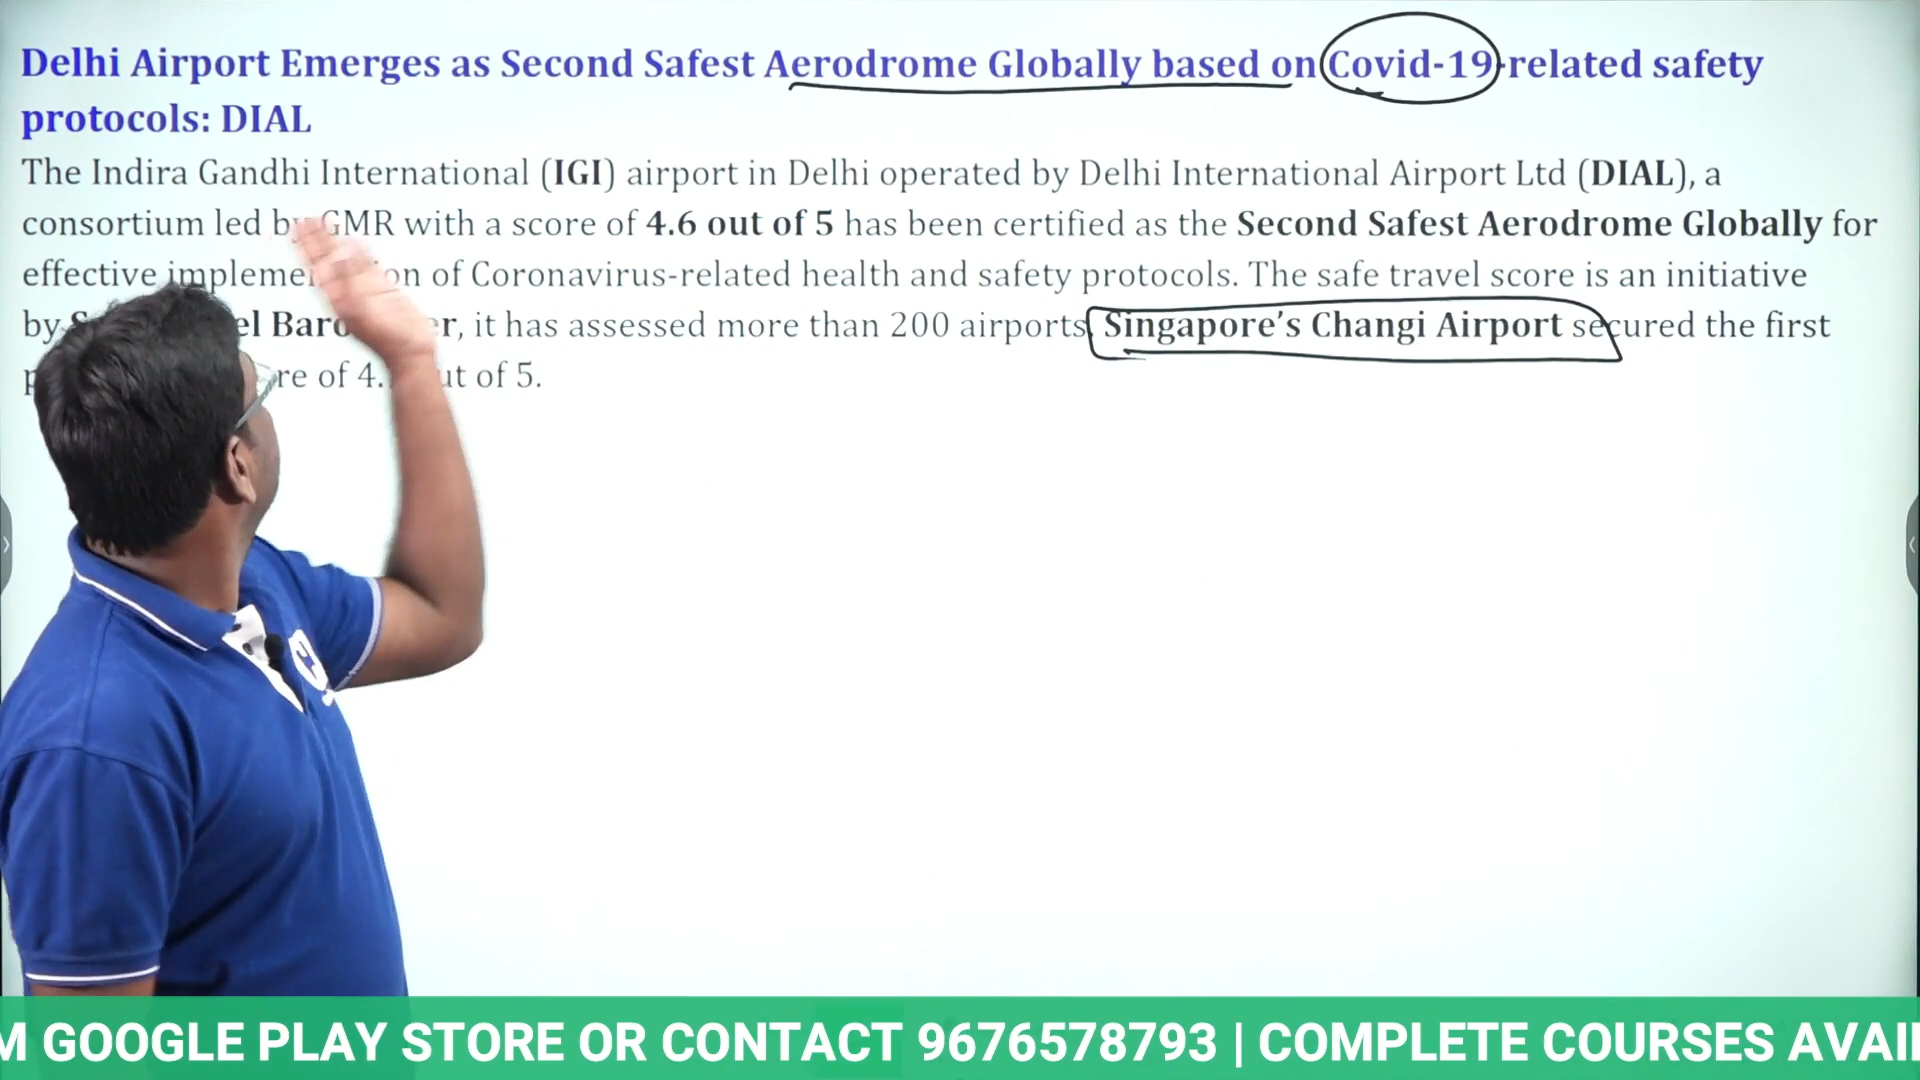 Delhi Airport Emerges as Second Safest Aerodrome Globally based on Covid-19-related safety
protocols: DIAL
The Indira Gandhi International (IGI) airport in Delhi operated by Delhi International Airport Ltd (DIAL), a
consortium led by GMR with a score of 4.6 out of 5 has been certified as the Second Safest Aerodrome Globally for
effective of Coronavirus-related health and safety protocols. The safe travel score is an initiative
by it has assessed more than 200 airports Singapore's Changi Airport secured the first
of 4. of 5.
M GOOGLE PLAY STORE OR CONTACT 9676578793 | COMPLETE COURSES AVAI